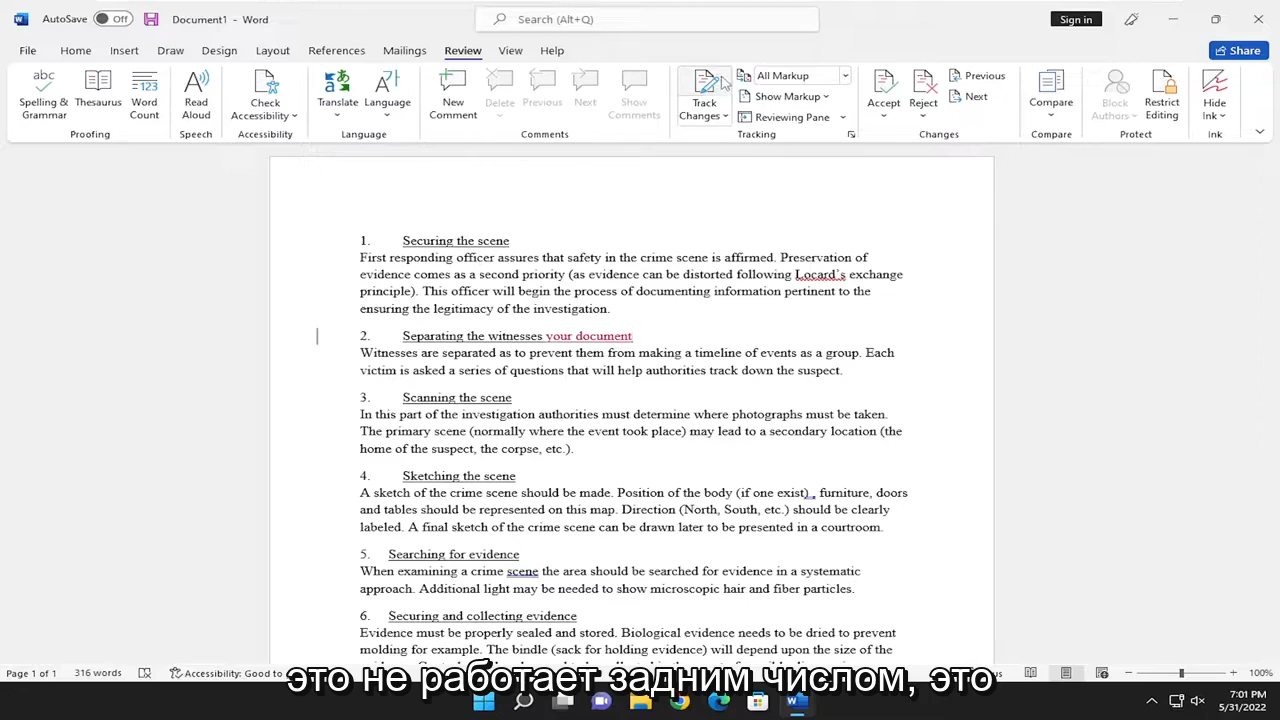 AutoSave Off Document1 - Word Search (Alt+Q) Sign in
File Home Insert Draw Design Layout References Mailings Review View Help Share
abc Spelling & Grammar Thesaurus 123 Word Count Read Aloud Check Accessibility Translate Language New Comment Delete Previous Next Show Comments Track Changes All Markup Show Markup Reviewing Pane Accept Reject Previous Next Compare Block Authors Restrict Editing Hide Ink
Proofing Speech Accessibility Language Comments Tracking Changes Compare Protect Ink
1. Securing the scene
First responding officer assures that safety in the crime scene is affirmed. Preservation of
evidence comes as a second priority (as evidence can be distorted following Locard's exchange
principle). This officer will begin the process of documenting information pertinent to the
ensuring the legitimacy of the investigation.
2. Separating the witnesses your document
Witnesses are separated as to prevent them from making a timeline of events as a group. Each
victim is asked a series of questions that will help authorities track down the suspect.
3. Scanning the scene
In this part of the investigation authorities must determine where photographs must be taken.
The primary scene (normally where the event took place) may lead to a secondary location (the
home of the suspect, the corpse, etc.).
4. Sketching the scene
A sketch of the crime scene should be made. Position of the body (if one exist) , furniture, doors
and tables should be represented on this map. Direction (North, South, etc.) should be clearly
labeled. A final sketch of the crime scene can be drawn later to be presented in a courtroom.
5. Searching for evidence
When examining a crime scene the area should be searched for evidence in a systematic
approach. Additional light may be needed to show microscopic hair and fiber particles.
6. Securing and collecting evidence
Evidence must be properly sealed and stored. Biological evidence needs to be dried to prevent
molding for example. The bindle (sack for holding evidence) will depend upon the size of the
Page 1 of 1 316 words Accessibility: Good to 100%
это не работает задним числом, это
7:01 PM
5/31/2022